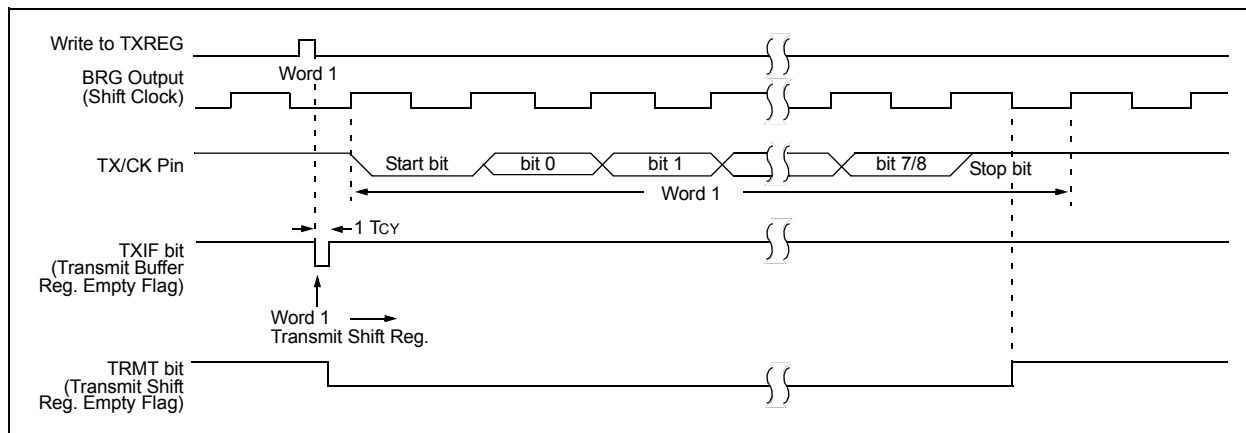 Write to TXREG
Word 1
BRG Output
(Shift Clock)
TX/CK Pin
Start bit
bit 0
bit 1
bit 7/8
Stop bit
Word 1
1 TCY
TXIF bit
(Transmit Buffer
Reg. Empty Flag)
Word 1
Transmit Shift Reg.
TRMT bit
(Transmit Shift
Reg. Empty Flag)